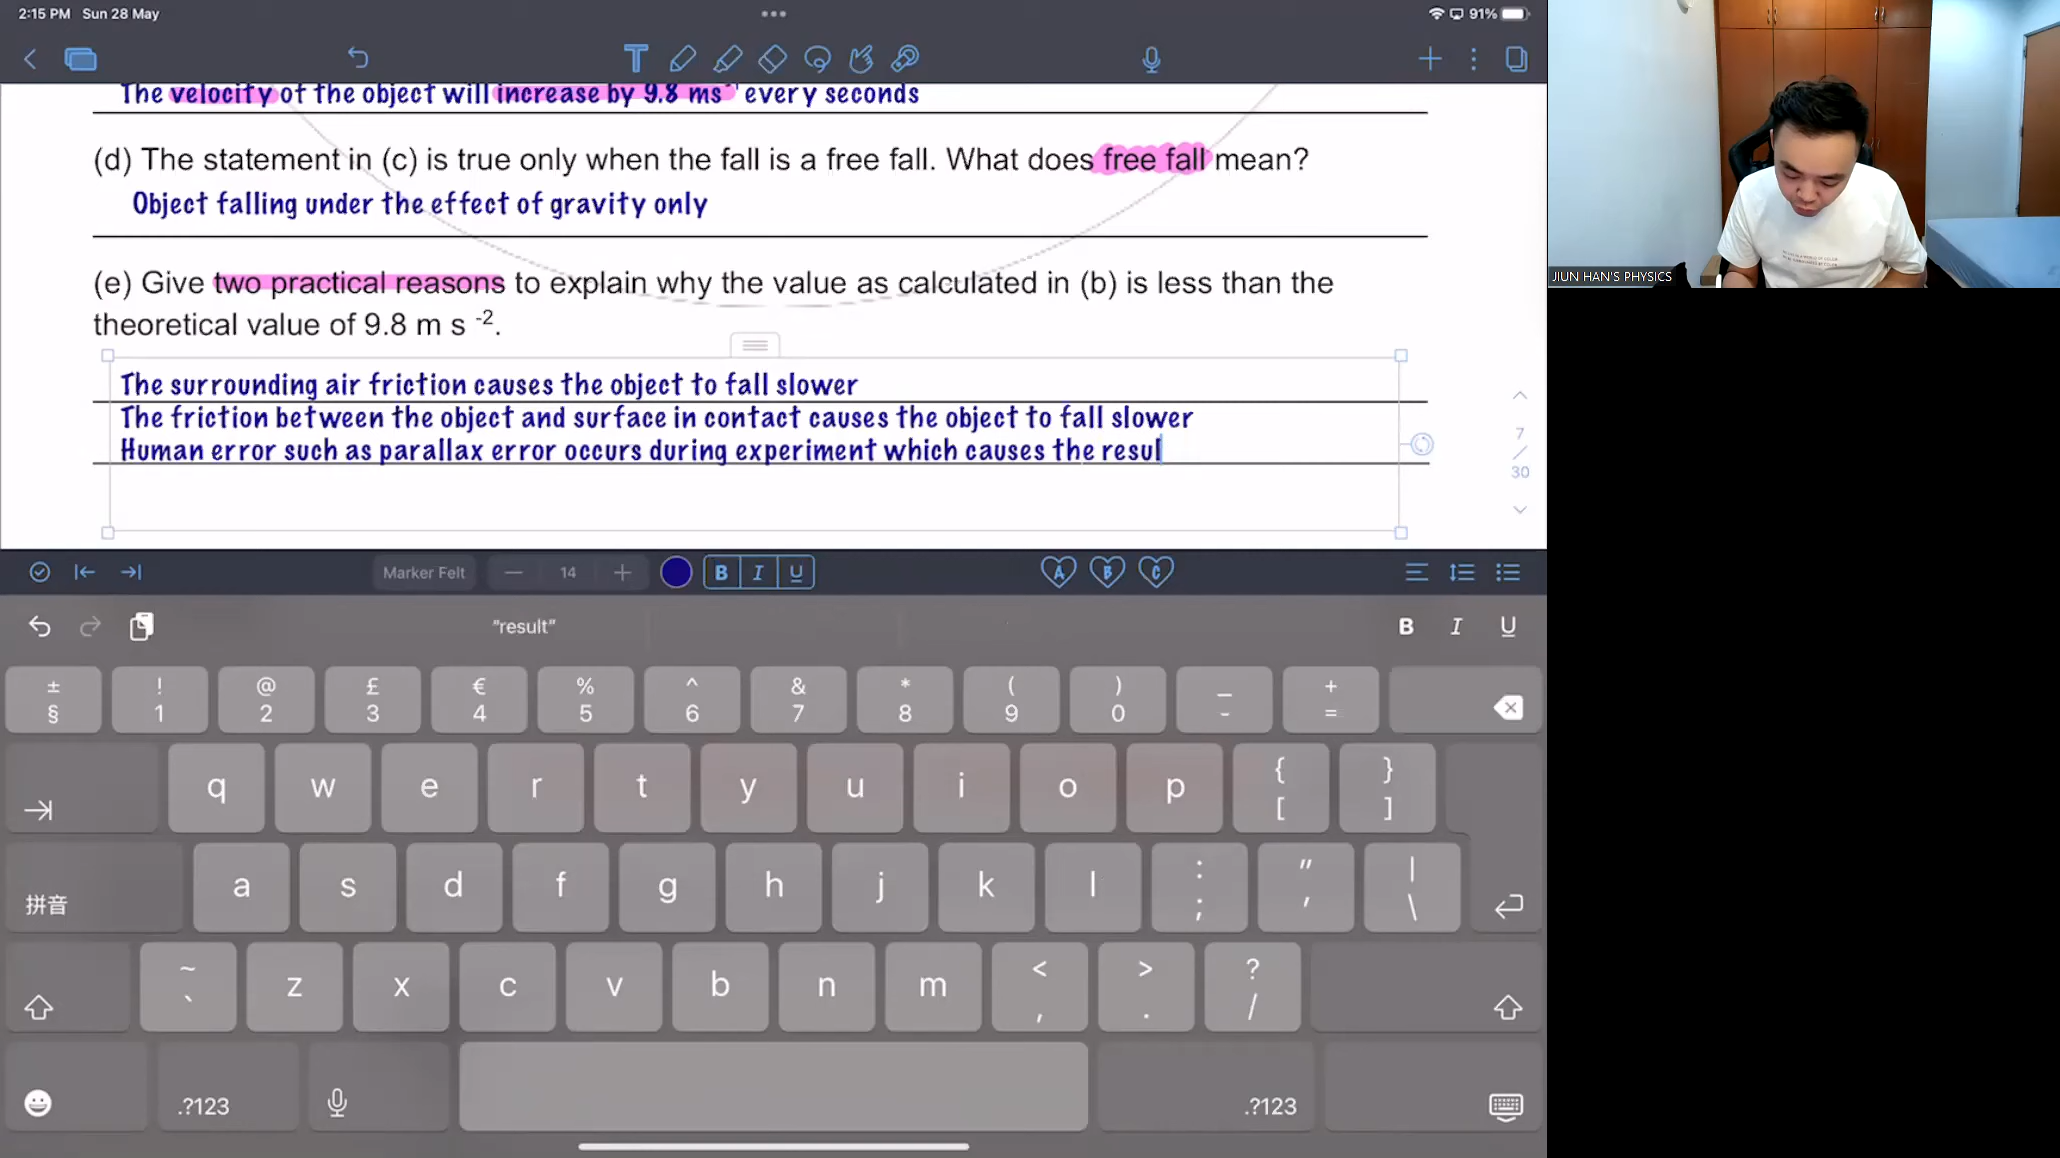 2:15 PM Sun 28 May
91%
The velocity of the object will increase by 9.8 ms⁻¹ every seconds
(d) The statement in (c) is true only when the fall is a free fall. What does free fall mean?
Object falling under the effect of gravity only
(e) Give two practical reasons to explain why the value as calculated in (b) is less than the
theoretical value of 9.8 m s -2.
The surrounding air friction causes the object to fall slower
The friction between the object and surface in contact causes the object to fall slower
Human error such as parallax error occurs during experiment which causes the resul
7
/
30
JIUN HAN'S PHYSICS
Marker Felt — 14 + B I U A B C
"result" B I U
± ! @ £ € % ^ & * ( ) _ +
§ 1 2 3 4 5 6 7 8 9 0 - =
q w e r t y u i o p { }
[ ]
拼音 a s d f g h j k l : " |
; ' \
~ z x c v b n m < > ?
` , . /
.?123 .?123